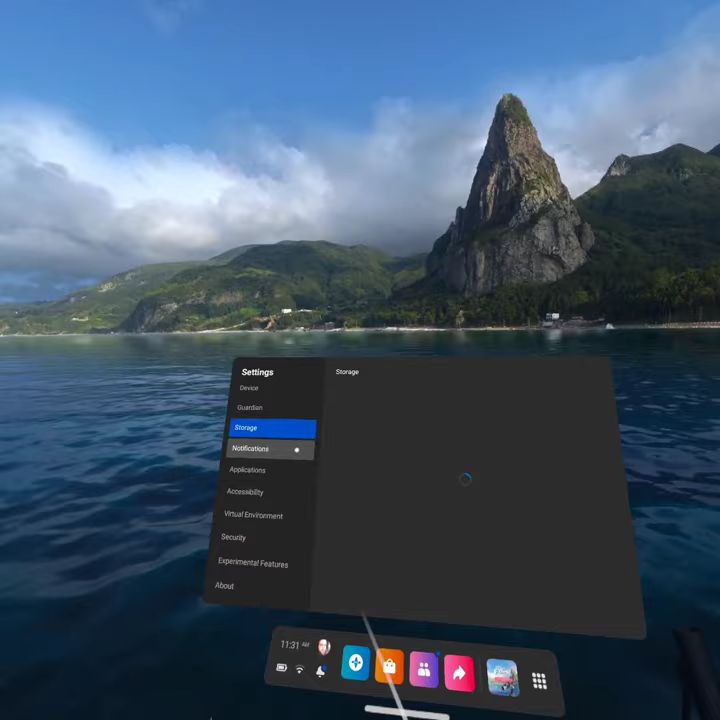 Settings
Device
Guardian
Storage
Notifications
Applications
Accessibility
Virtual Environment
Security
Experimental Features
About
Storage
11:31 AM